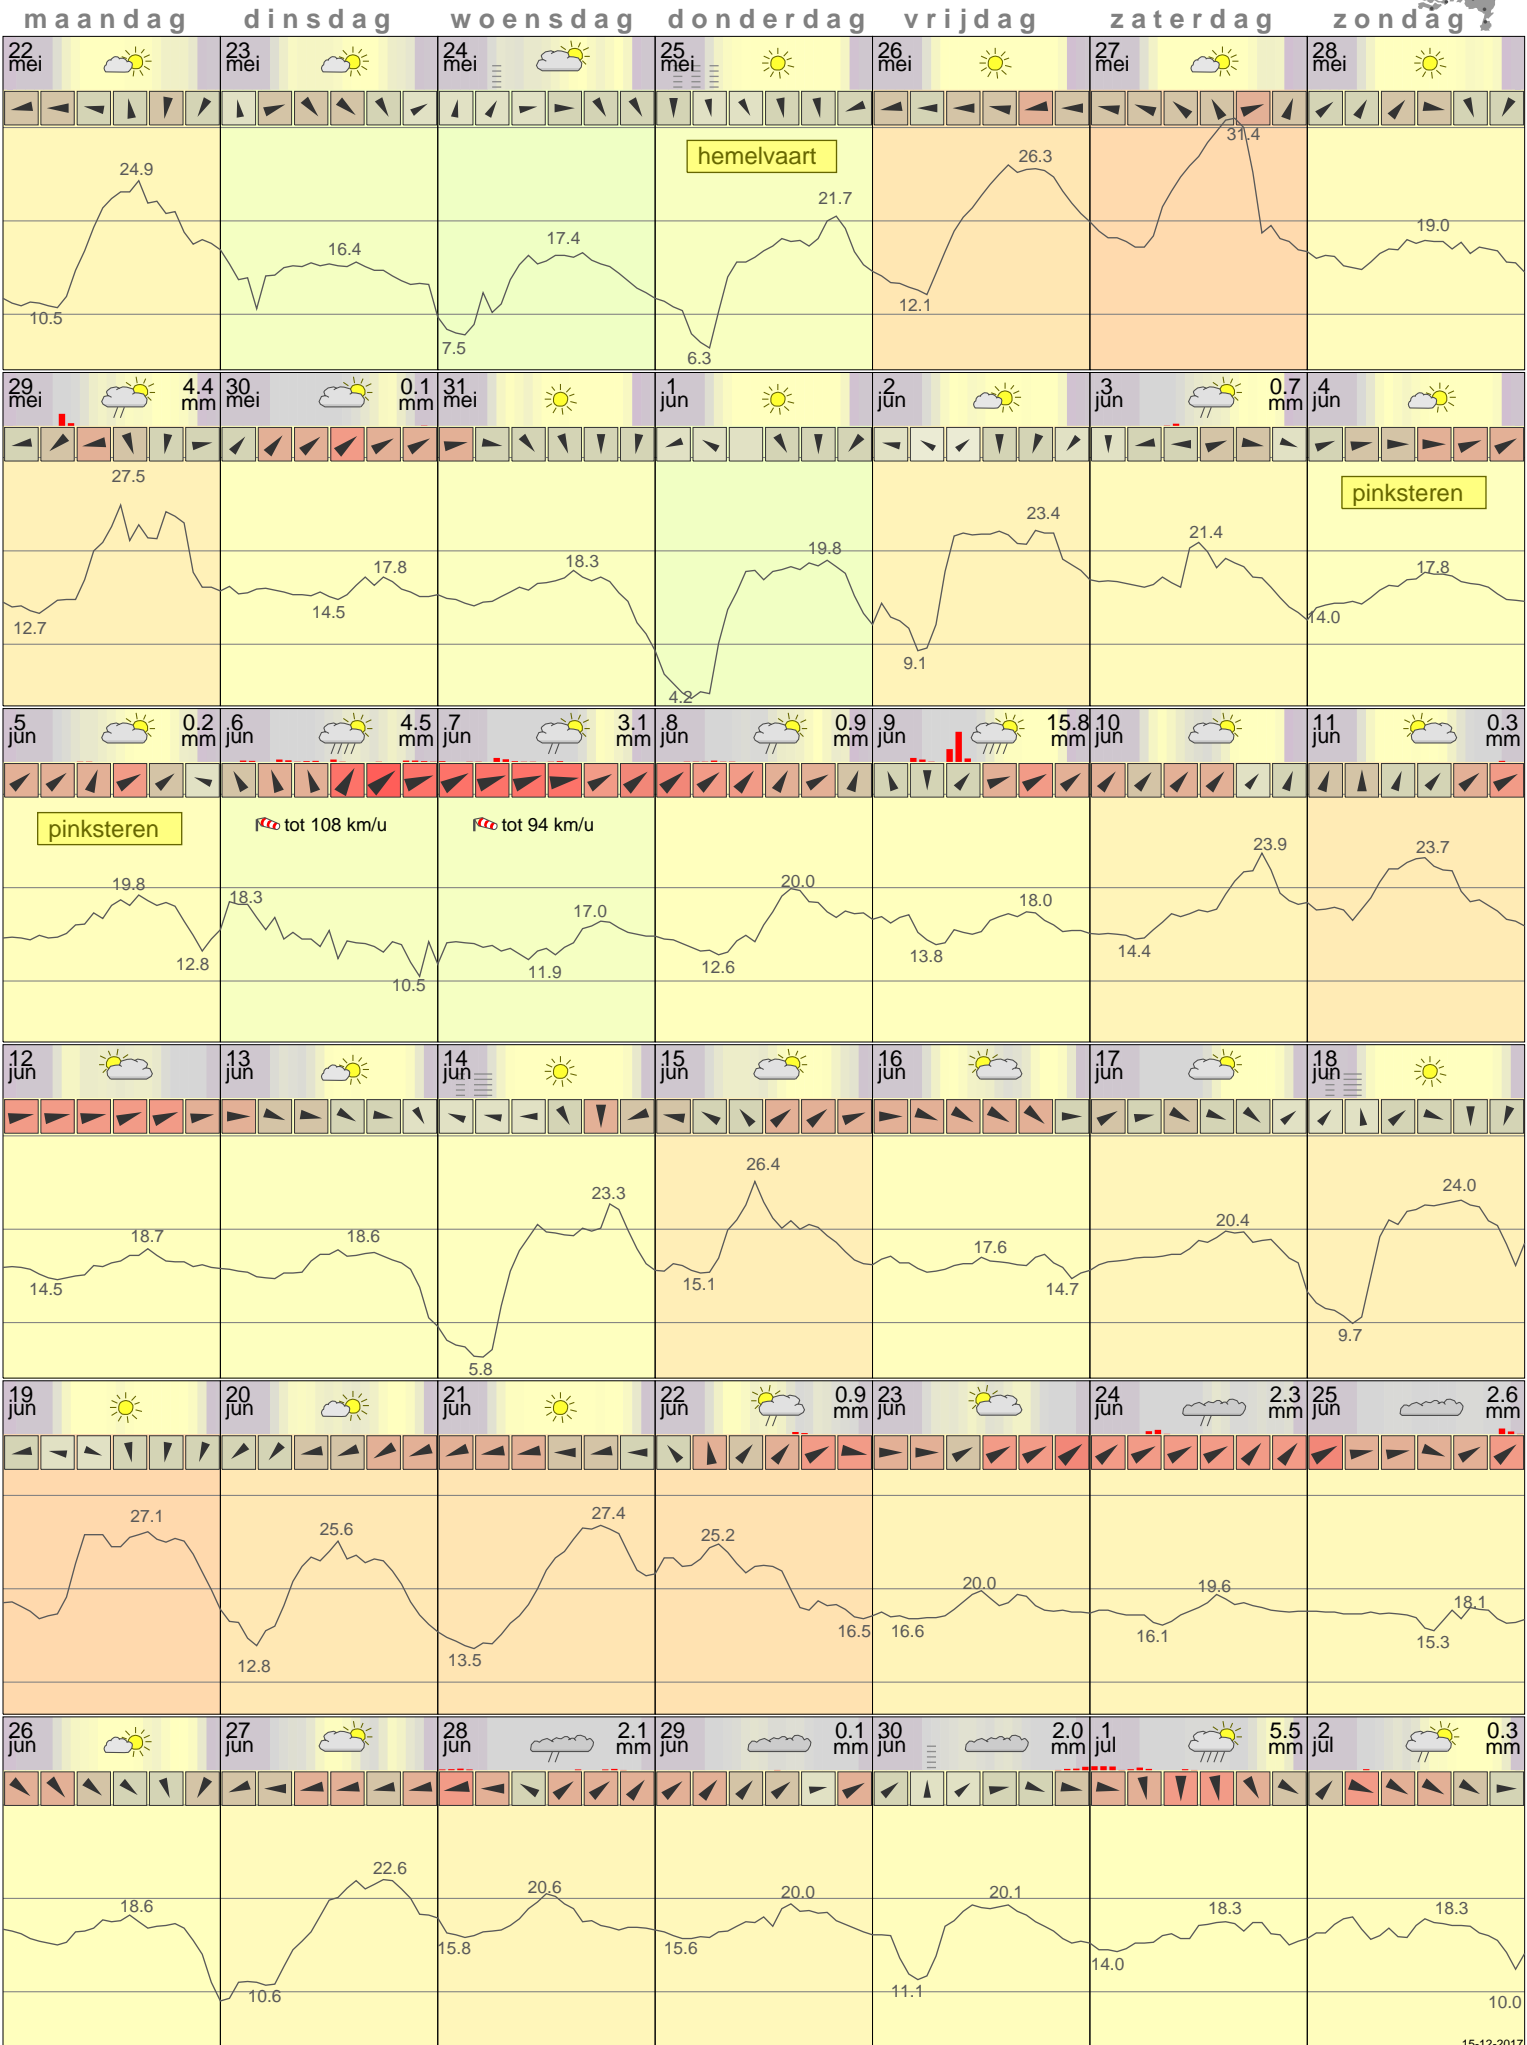 maandag dinsdag woensdag donderdag vrijdag zaterdag zondag
22 mei 23 mei 24 mei 25 mei 26 mei 27 mei 28 mei
hemelvaart
24.9 10.5 16.4 17.4 7.5 21.7 6.3 26.3 12.1 31.4 19.0
29 mei 4.4 mm 30 mei 0.1 mm 31 mei .1 jun .2 jun .3 jun 0.7 mm .4 jun
pinksteren
27.5 12.7 17.8 14.5 18.3 19.8 4.2 23.4 9.1 21.4 17.8 14.0
.5 jun 0.2 mm .6 jun 4.5 mm .7 jun 3.1 mm .8 jun 0.9 mm .9 jun 15.8 mm 10 jun 11 jun 0.3 mm
pinksteren tot 108 km/u tot 94 km/u
19.8 12.8 18.3 10.5 17.0 11.9 20.0 12.6 18.0 13.8 23.9 14.4 23.7
12 jun 13 jun 14 jun 15 jun 16 jun 17 jun 18 jun
18.7 14.5 18.6 23.3 5.8 26.4 15.1 17.6 14.7 20.4 24.0 9.7
19 jun 20 jun 21 jun 22 jun 0.9 mm 23 jun 24 jun 2.3 mm 25 jun 2.6 mm
27.1 25.6 12.8 27.4 13.5 25.2 16.5 20.0 16.6 19.6 16.1 18.1 15.3
26 jun 27 jun 28 jun 2.1 mm 29 jun 0.1 mm 30 jun 2.0 mm .1 jul 5.5 mm .2 jul 0.3 mm
18.6 22.6 10.6 20.6 15.8 20.0 15.6 20.1 11.1 18.3 14.0 18.3 10.0
15-12-2017